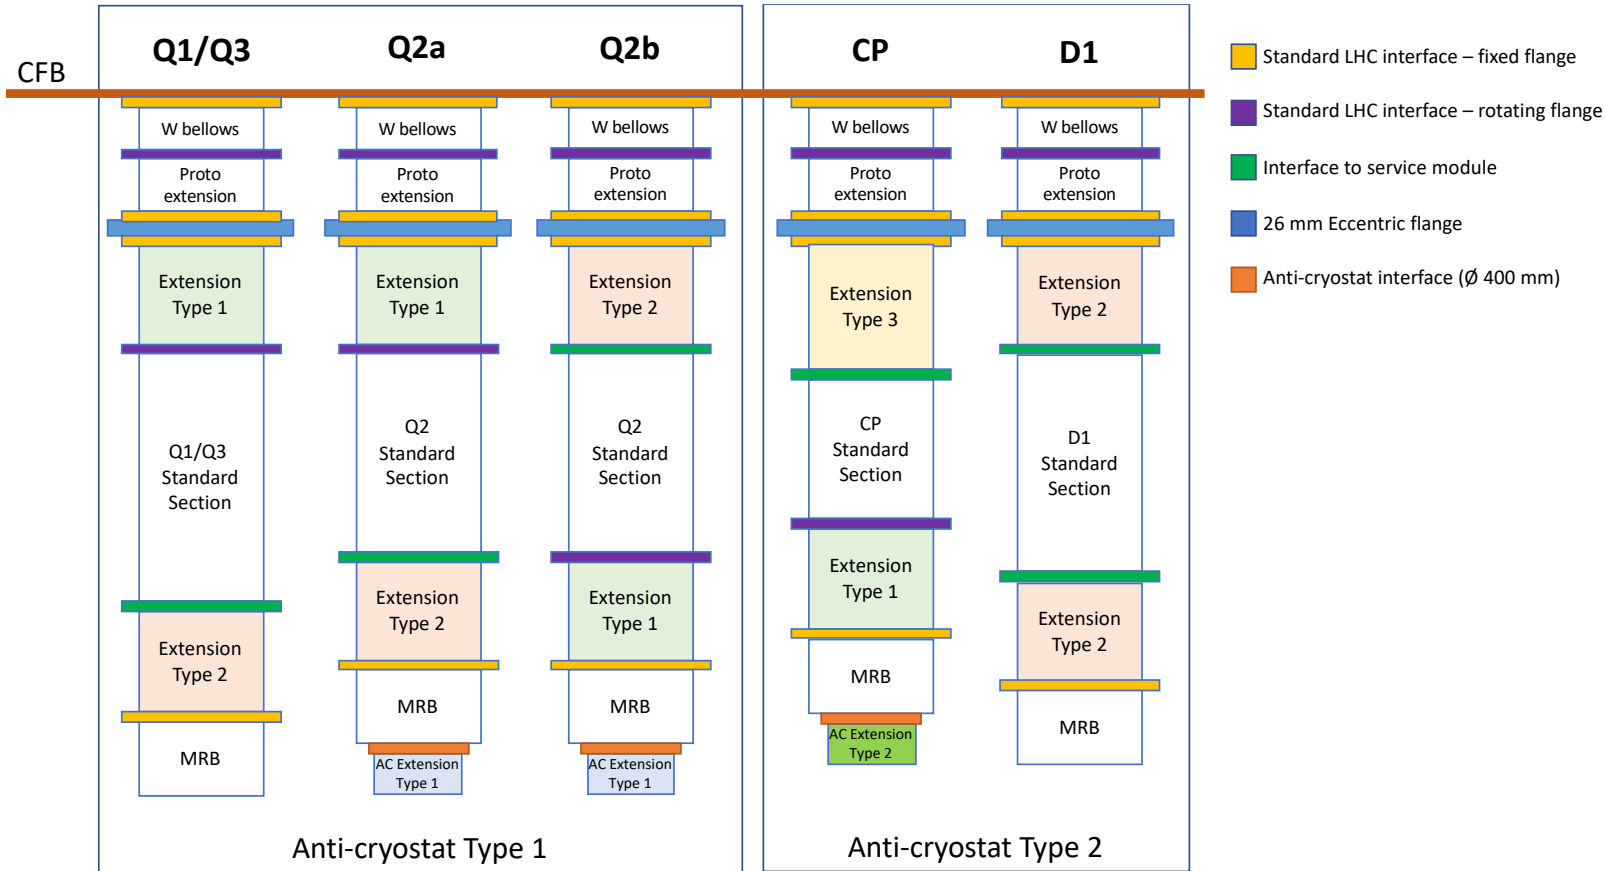 Q1/Q3
Q2a
Q2b
CP
D1
CFB
Standard LHC interface – fixed flange
Standard LHC interface – rotating flange
Interface to service module
26 mm Eccentric flange
Anti-cryostat interface (Ø 400 mm)
W bellows
Proto
extension
Extension
Type 1
Q1/Q3
Standard
Section
Extension
Type 2
MRB
W bellows
Proto
extension
Extension
Type 1
Q2
Standard
Section
Extension
Type 2
MRB
AC Extension
Type 1
W bellows
Proto
extension
Extension
Type 2
Q2
Standard
Section
Extension
Type 1
MRB
AC Extension
Type 1
W bellows
Proto
extension
Extension
Type 3
CP
Standard
Section
Extension
Type 1
MRB
AC Extension
Type 2
W bellows
Proto
extension
Extension
Type 2
D1
Standard
Section
Extension
Type 2
MRB
Anti-cryostat Type 1
Anti-cryostat Type 2